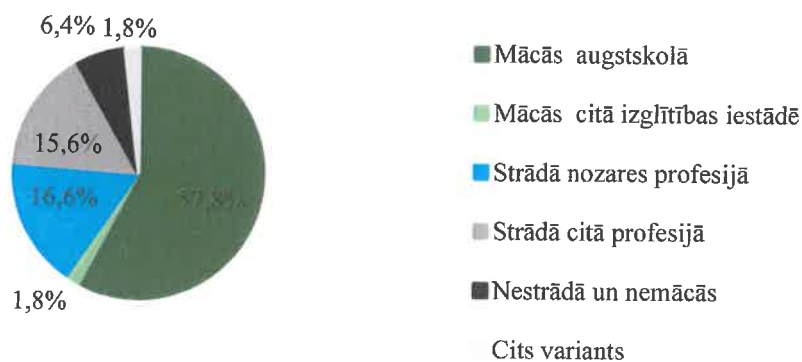 6,4% 1,8%
Mācās augstskolā
Mācās citā izglītības iestādē
15,6%
57,8%
Strādā nozares profesijā
16,6%
Strādā citā profesijā
Nestrādā un nemācās
1,8%
Cits variants